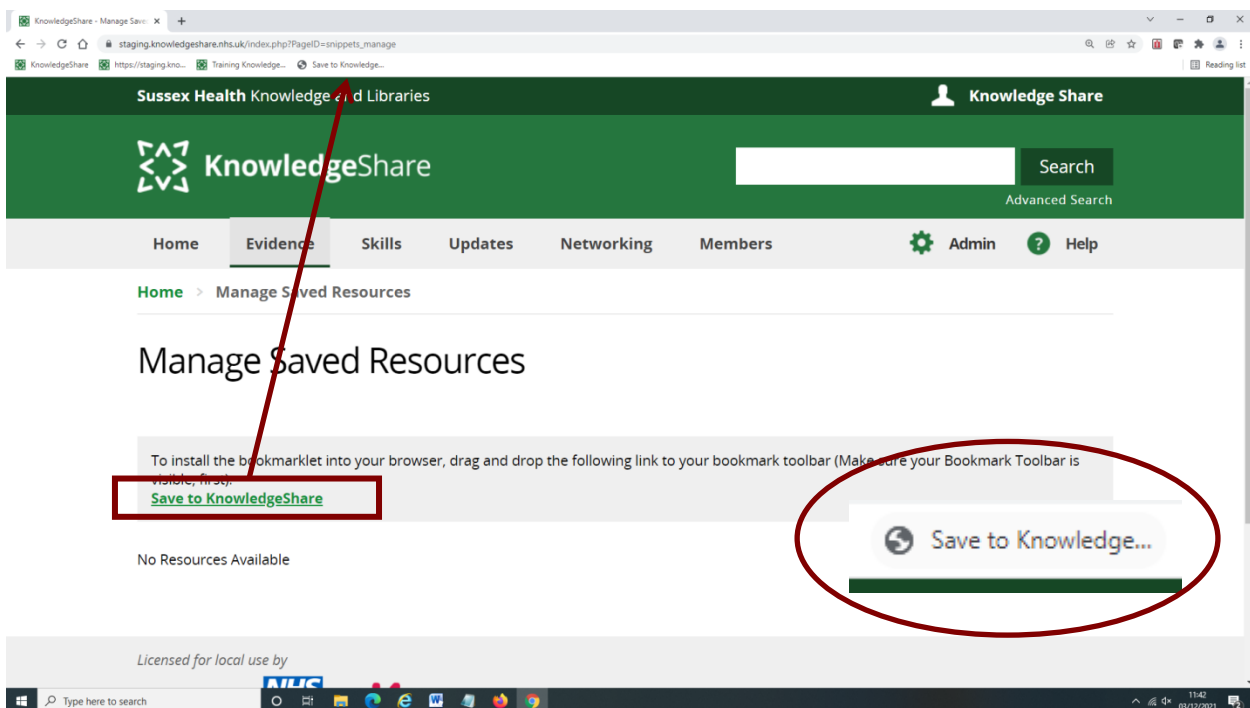 KnowledgeShare - Manage Save
staging.knowledgeshare.nhs.uk/index.php?PageID=snippets_manage
KnowledgeShare https://staging.kno... Training Knowledge... Save to Knowledge... Reading list
Sussex Health Knowledge and Libraries Knowledge Share
KnowledgeShare Search
Advanced Search
Home Evidence Skills Updates Networking Members Admin ? Help
Home > Manage Saved Resources
Manage Saved Resources
To install the bookmarklet into your browser, drag and drop the following link to your bookmark toolbar (Make sure your Bookmark Toolbar is
visible, first).
Save to KnowledgeShare
Save to Knowledge...
No Resources Available
Licensed for local use by
NHS
Type here to search 11:42
03/12/2021